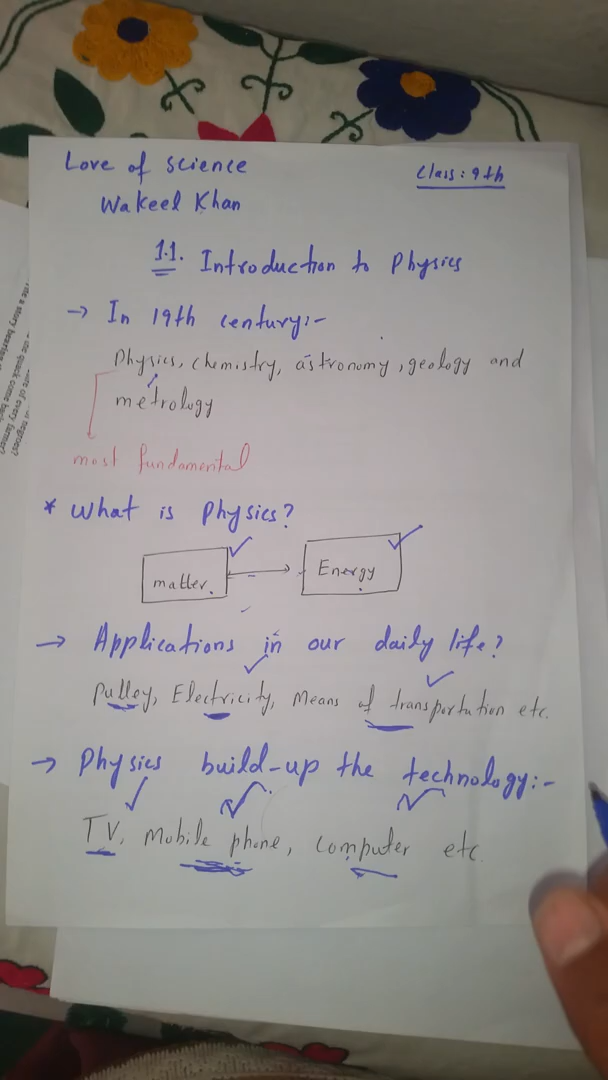 Love of science
Class: 9th
Wakeel Khan
1.1. Introduction to Physics
→ In 19th century:-
Physics, chemistry, astronomy, geology and
metrology
most fundamental
* What is Physics?
matter.
Energy
→ Applications in our daily life?
Pulley, Electricity, Means of transportation etc.
→ Physics build-up the technology:-
TV, Mobile phone, computer etc.